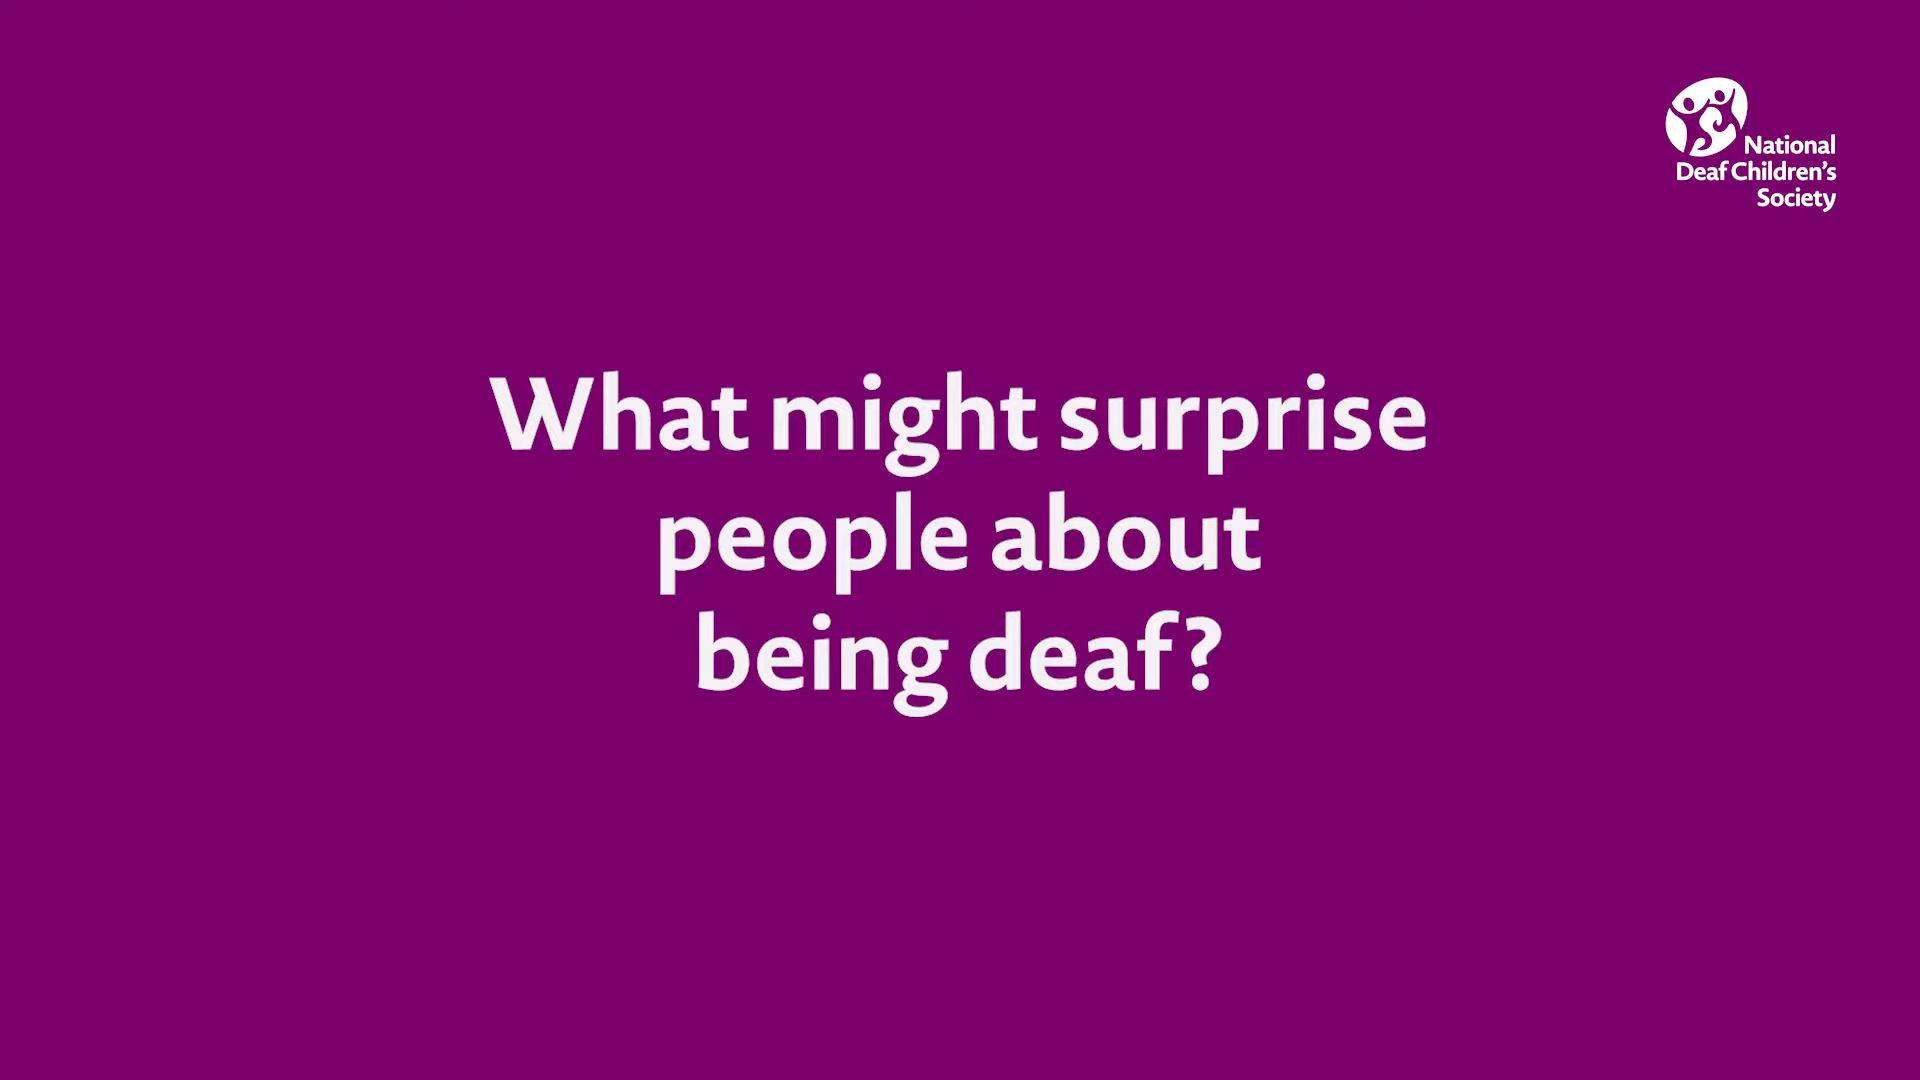 National
Deaf Children's
Society
What might surprise
people about
being deaf?